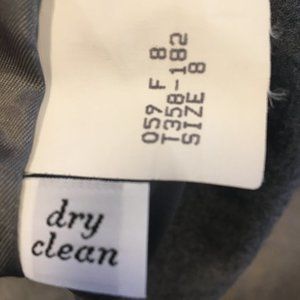 059 F 8
T358-182
SIZE 8
dry
clean